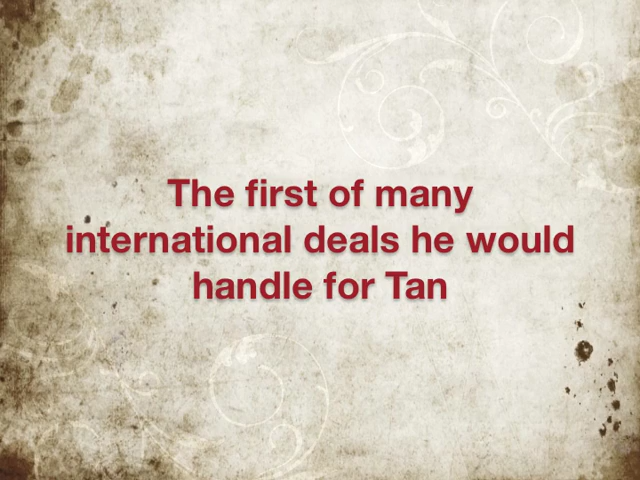 The first of many
international deals he would
handle for Tan